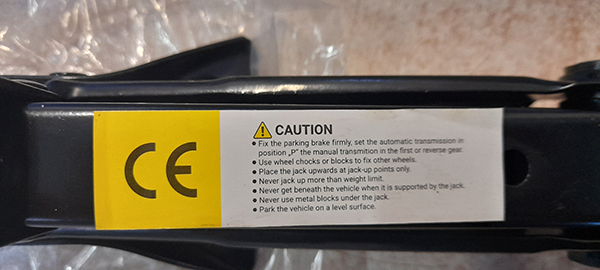 CE
CAUTION
● Fix the parking brake firmly, set the automatic transmission in
position „P” the manual transmition in the first or reverse gear.
● Use wheel chocks or blocks to fix other wheels.
● Place the jack upwards at jack-up points only.
● Never jack up more than weight limit.
● Never get beneath the vehicle when it is supported by the jack.
● Never use metal blocks under the jack.
● Park the vehicle on a level surface.